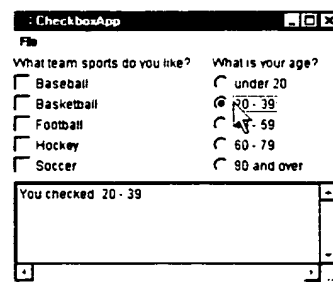 : CheckboxApp
File
What team sports do you like?
Baseball
Basketball
Football
Hockey
Soccer
What is your age?
under 20
20 - 39
- 59
60 - 79
80 and over
You checked 20 - 39